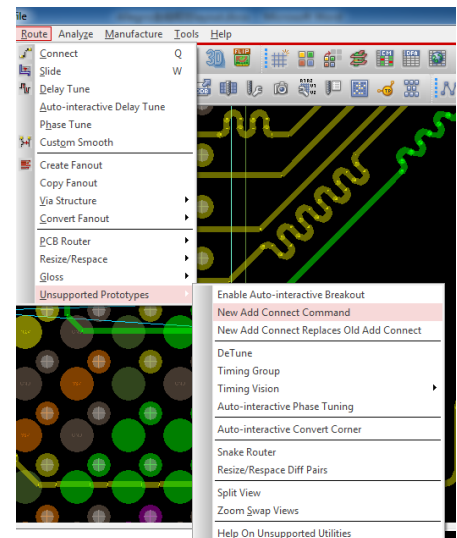 Route Analyze Manufacture Tools Help
Connect Q
Slide W
Delay Tune
Auto-interactive Delay Tune
Phase Tune
Custom Smooth
Create Fanout
Copy Fanout
Via Structure
Convert Fanout
PCB Router
Resize/Respace
Gloss
Unsupported Prototypes
Enable Auto-interactive Breakout
New Add Connect Command
New Add Connect Replaces Old Add Connect
DeTune
Timing Group
Timing Vision
Auto-interactive Phase Tuning
Auto-interactive Convert Corner
Snake Router
Resize/Respace Diff Pairs
Split View
Zoom Swap Views
Help On Unsupported Utilities